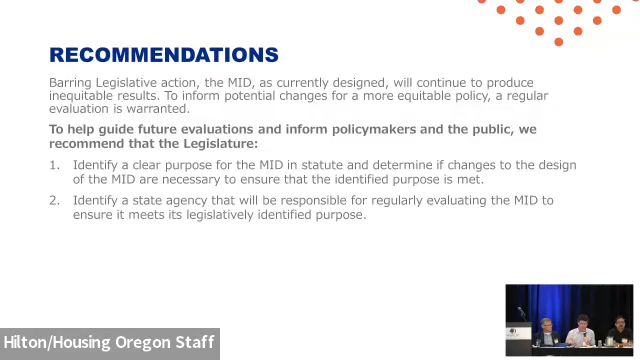 RECOMMENDATIONS
Barring Legislative action, the MID, as currently designed, will continue to produce
inequitable results. To inform potential changes for a more equitable policy, a regular
evaluation is warranted.
To help guide future evaluations and inform policymakers and the public, we
recommend that the Legislature:
1. Identify a clear purpose for the MID in statute and determine if changes to the design
of the MID are necessary to ensure that the identified purpose is met.
2. Identify a state agency that will be responsible for regularly evaluating the MID to
ensure it meets its legislatively identified purpose.
Hilton/Housing Oregon Staff